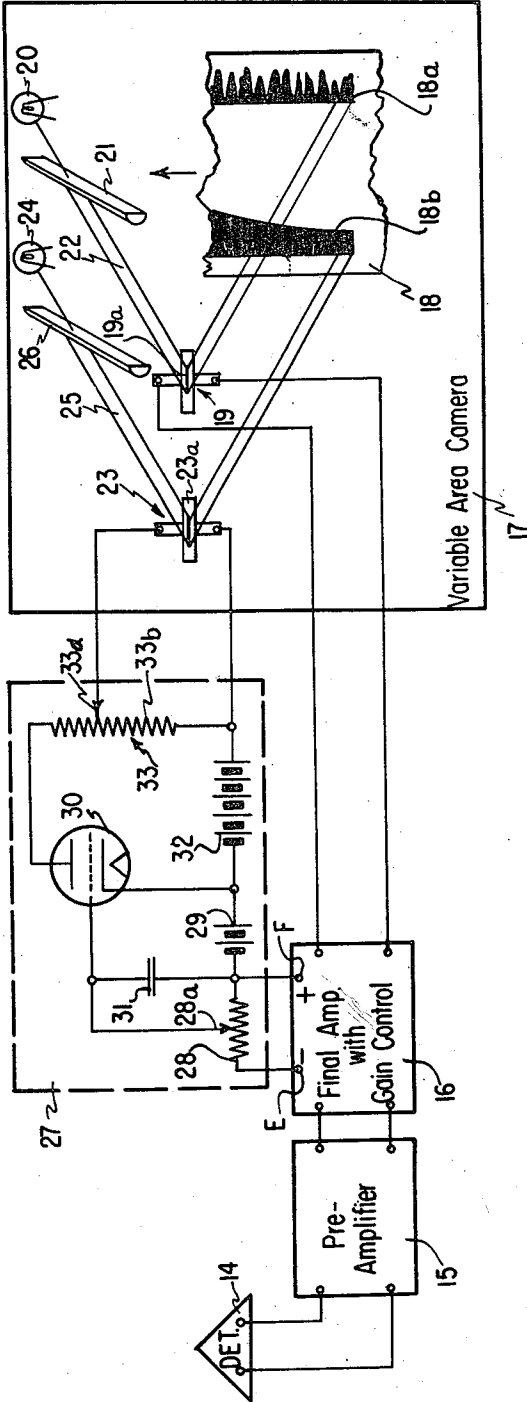 20
24
21
26
22
25
19a
23
23a
19
18a
18b
18
Variable Area Camera
17
33a
33b
33
30
32
29
31
28a
28
27
E
F
- +
Final Amp.
with
Gain Control
16
Pre-
Amplifier
15
14
DET.